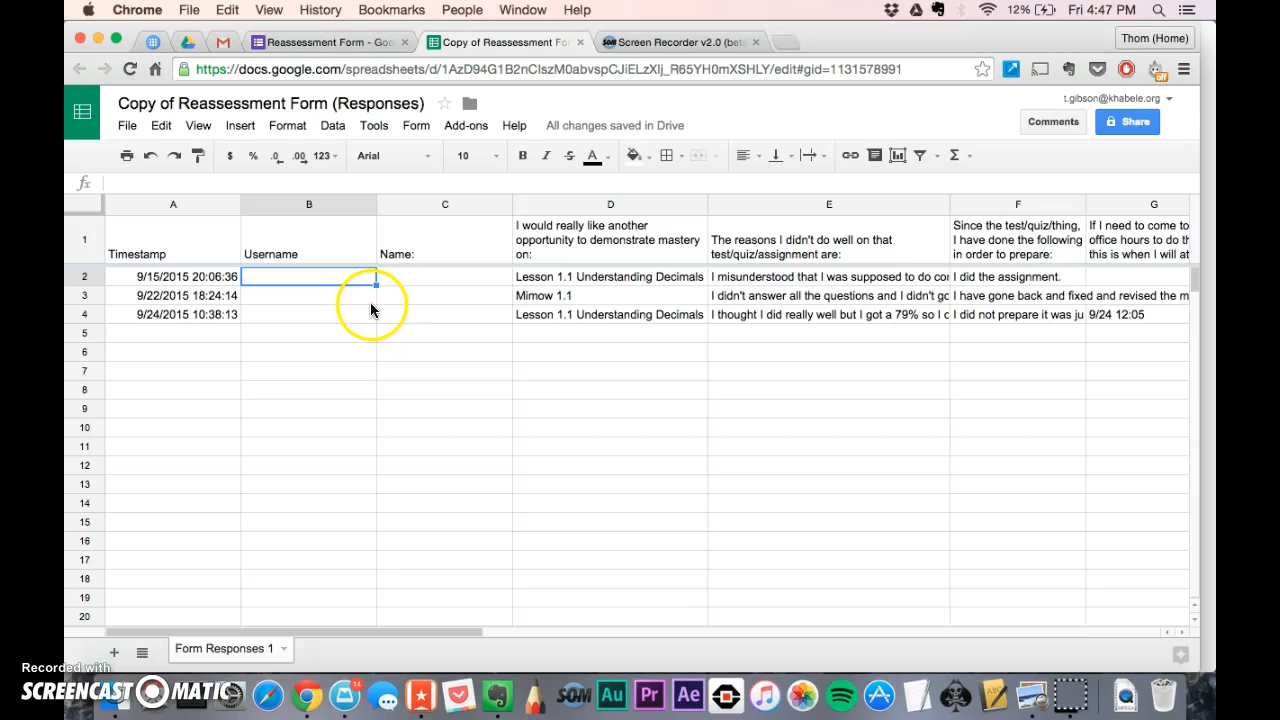 Chrome File Edit View History Bookmarks People Window Help 12% Fri 4:47 PM
Reassessment Form - Goo × Copy of Reassessment Fo × Screen Recorder v2.0 (beta × Thom (Home)
https://docs.google.com/spreadsheets/d/
Copy of Reassessment Form (Responses) t.gibson@khabele.org
File Edit View Insert Format Data Tools Form Add-ons Help All changes saved in Drive Comments Share
$ % .0 .00 123 Arial 10 B I S A Σ
fx
A B C D E F G
1 Timestamp Username Name: I would really like another
opportunity to demonstrate mastery
on: The reasons I didn't do well on that
test/quiz/assignment are: Since the test/quiz/thing,
I have done the following
in order to prepare: If I need to come to
office hours to do th
this is when I will at
2 9/15/2015 20:06:36 Lesson 1.1 Understanding Decimals I misunderstood that I was supposed to do cor I did the assignment.
3 9/22/2015 18:24:14 Mimow 1.1 I didn't answer all the questions and I didn't go I have gone back and fixed and revised the m
4 9/24/2015 10:38:13 Lesson 1.1 Understanding Decimals I thought I did really well but I got a 79% so I c I did not prepare it was ju 9/24 12:05
5
6
7
8
9
10
11
12
13
14
15
16
17
18
19
20
Form Responses 1
Recorded with
SCREENCAST O MATIC
14 SOM Au Pr Ae